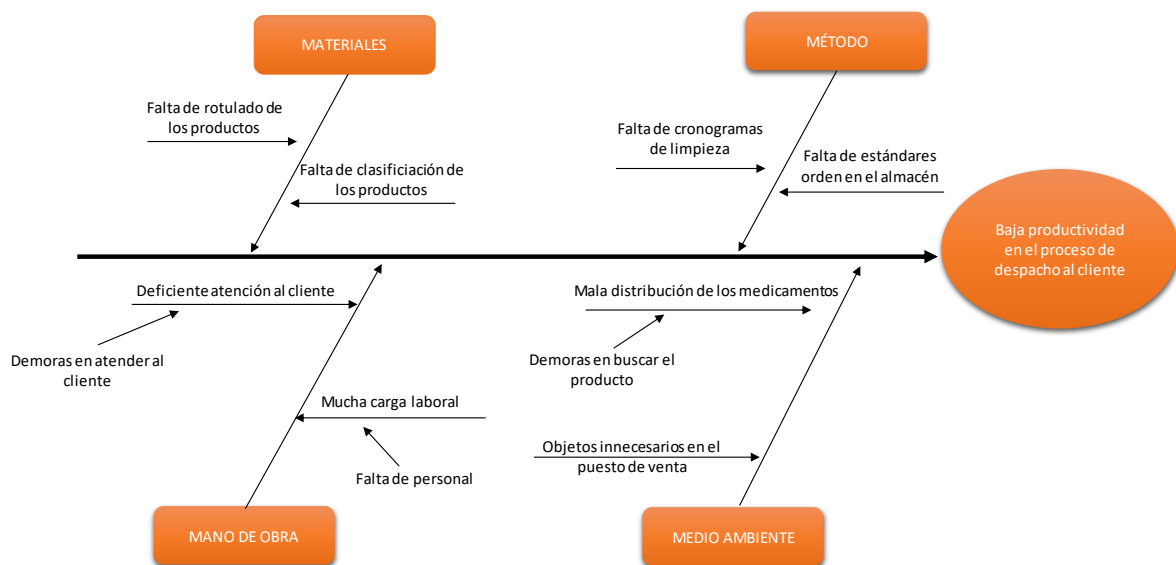 MATERIALES
MÉTODO
Falta de rotulado de
los productos
Falta de clasificiación de
los productos
Falta de cronogramas
de limpieza
Falta de estándares
orden en el almacén
Baja productividad
en el proceso de
despacho al cliente
Deficiente atención al cliente
Demoras en atender al
cliente
Mucha carga laboral
Falta de personal
Mala distribución de los medicamentos
Demoras en buscar el
producto
Objetos innecesarios en el
puesto de venta
MANO DE OBRA
MEDIO AMBIENTE